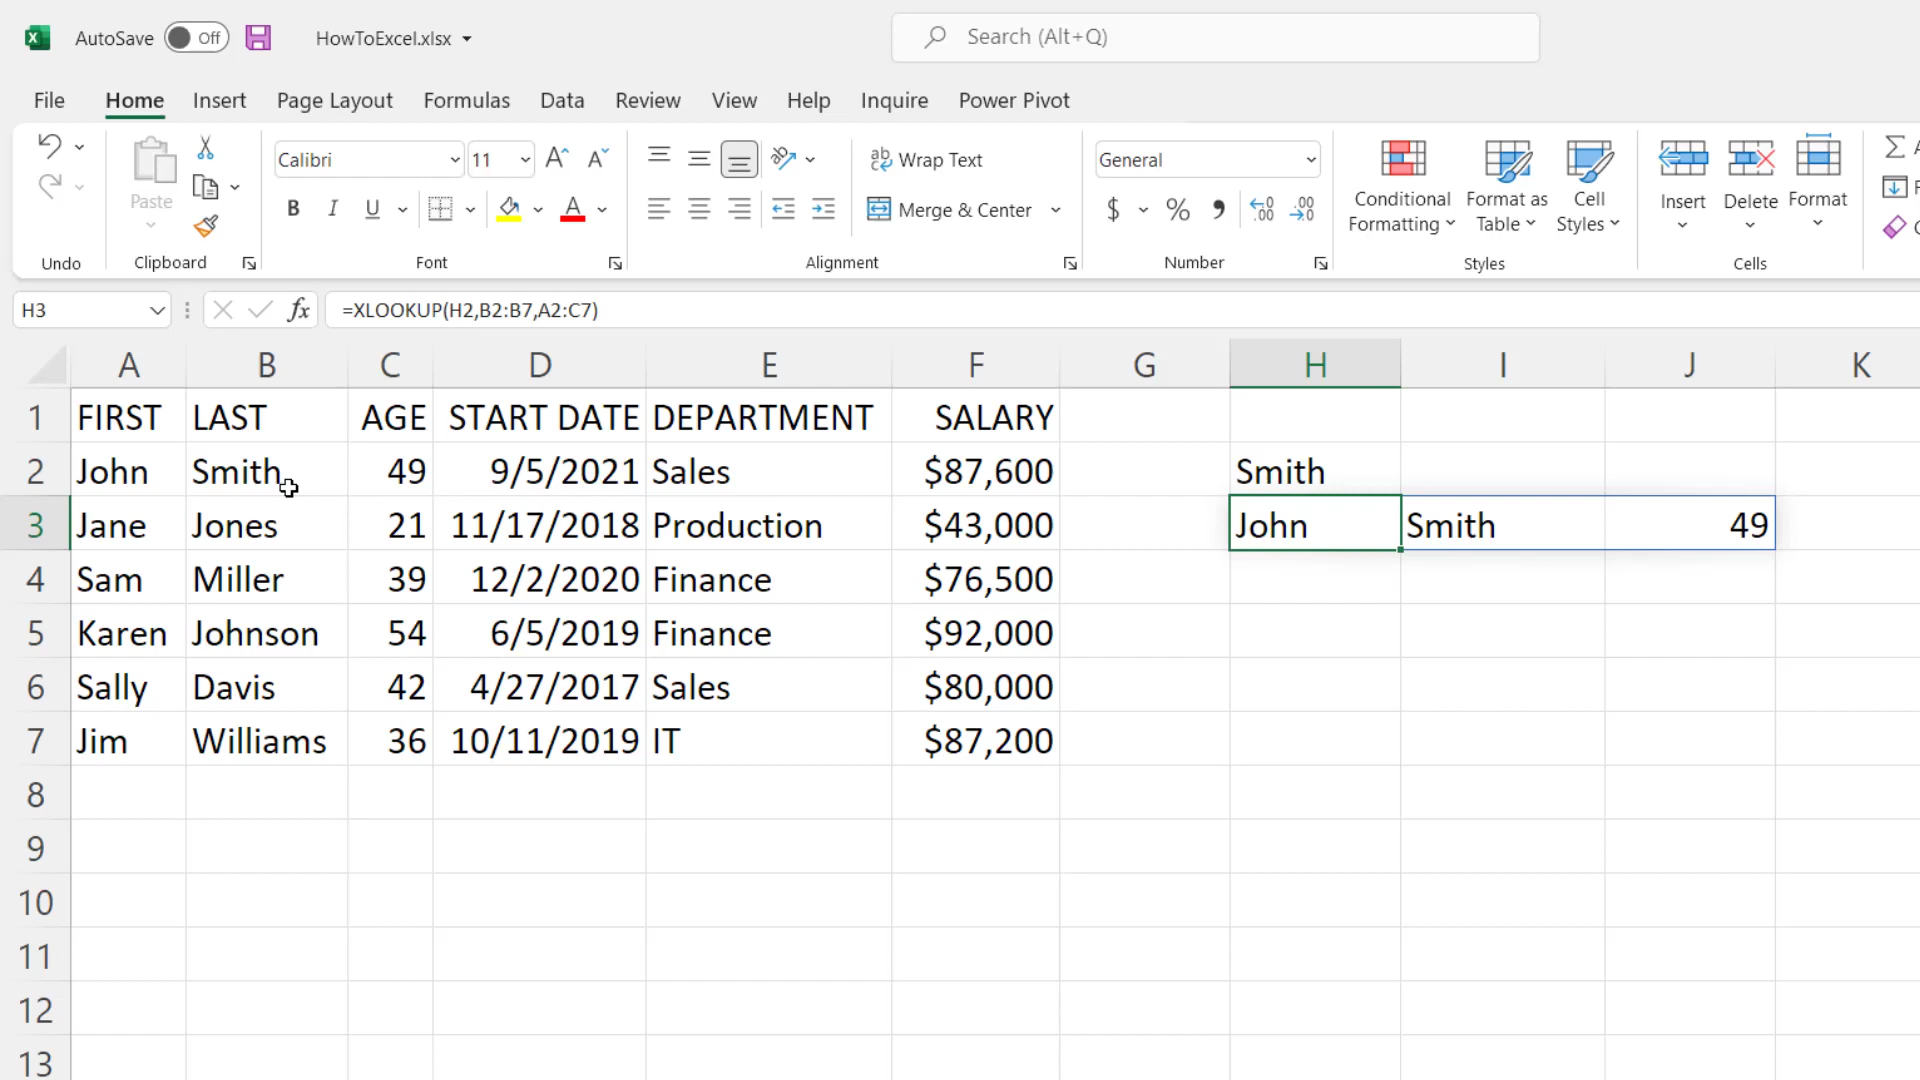 AutoSave Off HowToExcel.xlsx Search (Alt+Q)
File Home Insert Page Layout Formulas Data Review View Help Inquire Power Pivot
Paste Calibri 11 Wrap Text General Conditional Formatting Format as Table Cell Styles Insert Delete Format
B I U A Merge & Center $ % .00
Undo Clipboard Font Alignment Number Styles Cells
H3 fx =XLOOKUP(H2,B2:B7,A2:C7)
A B C D E F G H I J K
1 FIRST LAST AGE START DATE DEPARTMENT SALARY
2 John Smith 49 9/5/2021 Sales $87,600 Smith
3 Jane Jones 21 11/17/2018 Production $43,000 John Smith 49
4 Sam Miller 39 12/2/2020 Finance $76,500
5 Karen Johnson 54 6/5/2019 Finance $92,000
6 Sally Davis 42 4/27/2017 Sales $80,000
7 Jim Williams 36 10/11/2019 IT $87,200
8
9
10
11
12
13